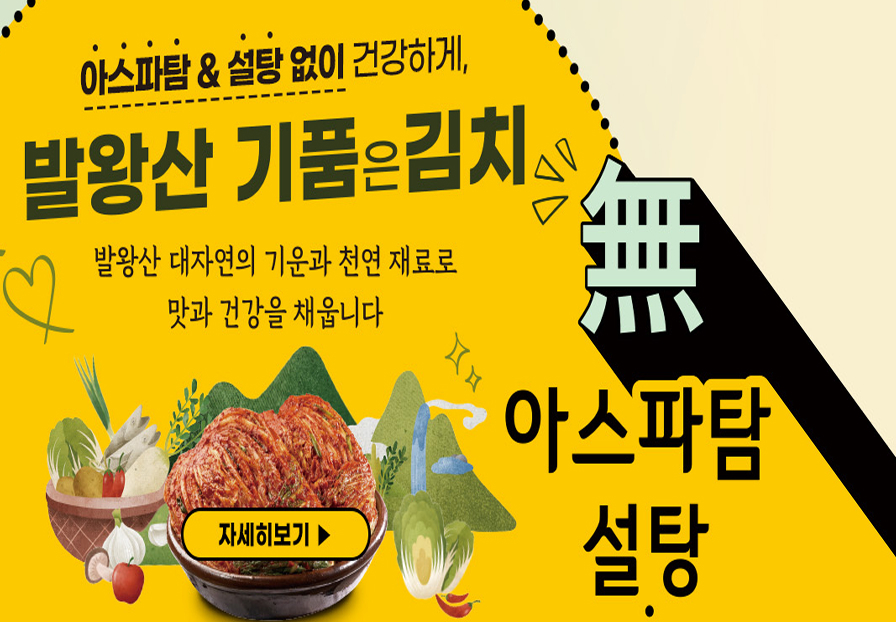 아스파탐 & 설탕 없이 건강하게,
발왕산 기품은김치
발왕산 대자연의 기운과 천연 재료로
맛과 건강을 채웁니다
자세히보기 ▶
無
아스파탐
설탕